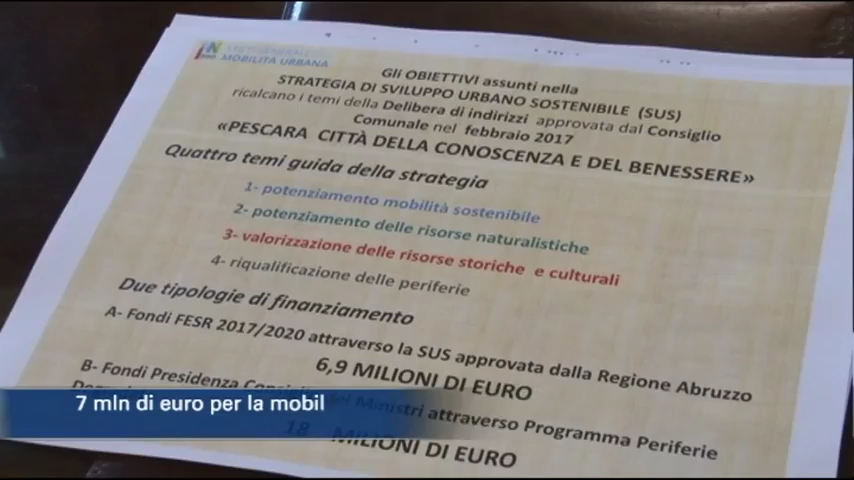 MOBILITÀ URBANA
Gli OBIETTIVI assunti nella
STRATEGIA DI SVILUPPO URBANO SOSTENIBILE (SUS)
ricalcano i temi della Delibera di indirizzi approvata dal Consiglio
Comunale nel febbraio 2017
«PESCARA CITTÀ DELLA CONOSCENZA E DEL BENESSERE»
Quattro temi guida della strategia
1- potenziamento mobilità sostenibile
2- potenziamento delle risorse naturalistiche
3- valorizzazione delle risorse storiche e culturali
4- riqualificazione delle periferie
Due tipologie di finanziamento
A- Fondi FESR 2017/2020 attraverso la SUS approvata dalla Regione Abruzzo
6,9 MILIONI DI EURO
B- Fondi Presidenza Ministri attraverso Programma Periferie
18 MILIONI DI EURO
7 mln di euro per la mobil